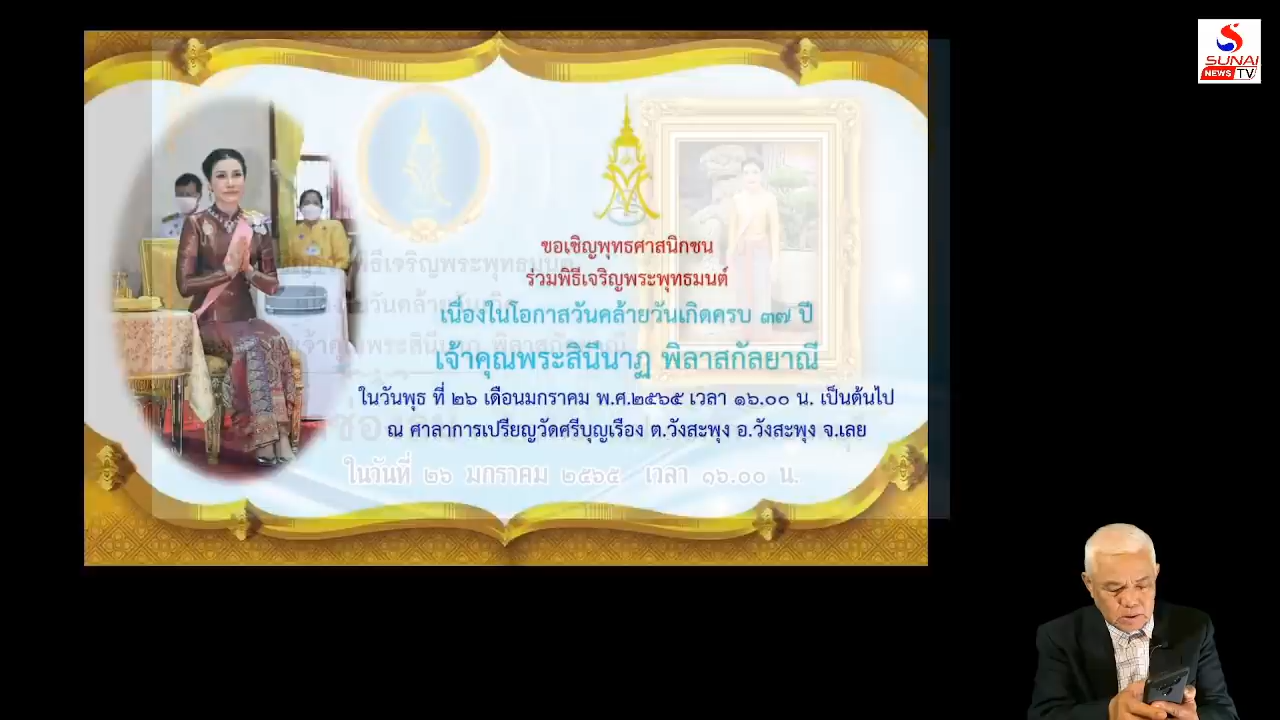 SUNAI
NEWS TV
ขอเชิญพุทธศาสนิกชน
ร่วมพิธีเจริญพระพุทธมนต์
เนื่องในโอกาสวันคล้ายวันเกิดครบ ๓๗ ปี
เจ้าคุณพระสินีนาฏ พิลาสกัลยาณี
ในวันพุธ ที่ ๒๖ เดือนมกราคม พ.ศ.๒๕๖๕ เวลา ๑๖.๐๐ น. เป็นต้นไป
ณ ศาลาการเปรียญวัดศรีบุญเรือง ต.วังสะพุง อ.วังสะพุง จ.เลย
ในวันที่ ๒๖ มกราคม ๒๕๖๕ เวลา ๑๖.๐๐ น.